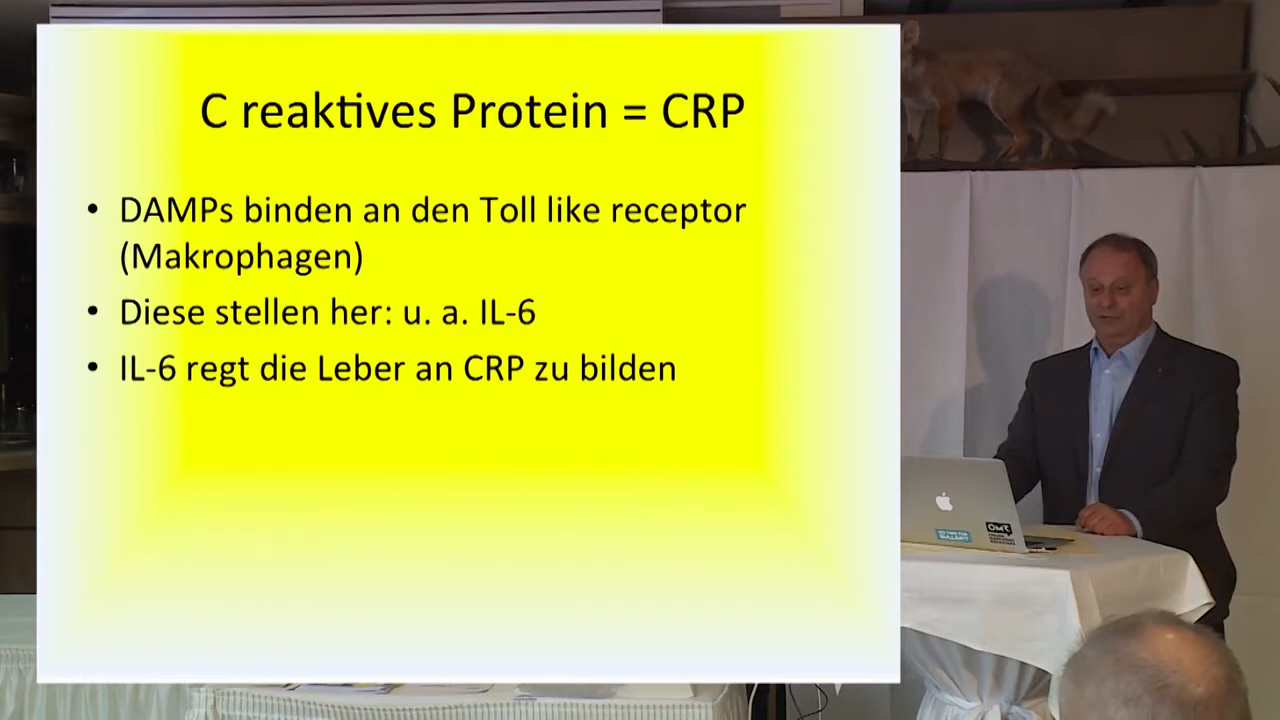 C reaktives Protein = CRP
• DAMPs binden an den Toll like receptor
(Makrophagen)
• Diese stellen her: u. a. IL-6
• IL-6 regt die Leber an CRP zu bilden
OMR